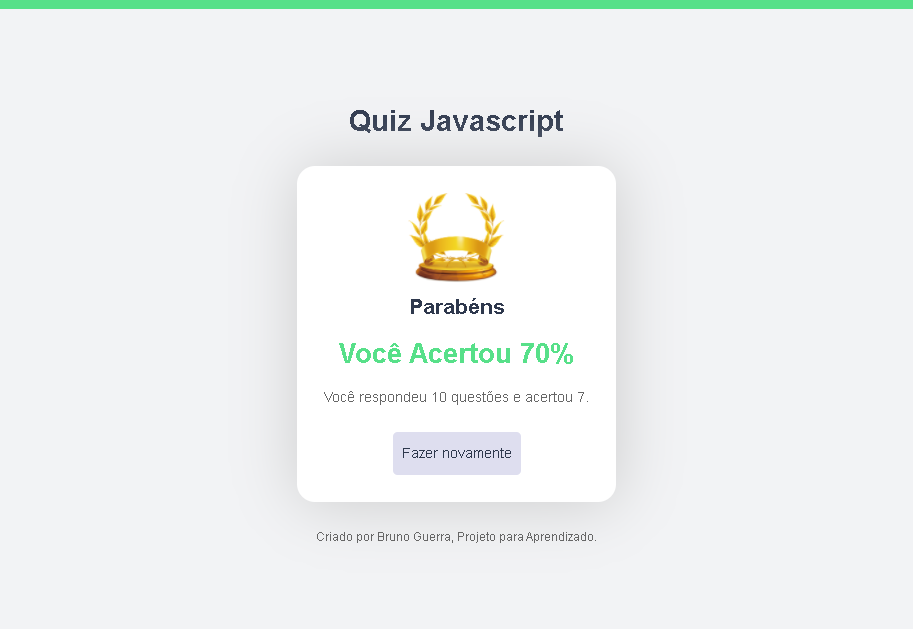 Quiz Javascript
Parabéns
Você Acertou 70%
Você respondeu 10 questões e acertou 7.
Fazer novamente
Criado por Bruno Guerra, Projeto para Aprendizado.